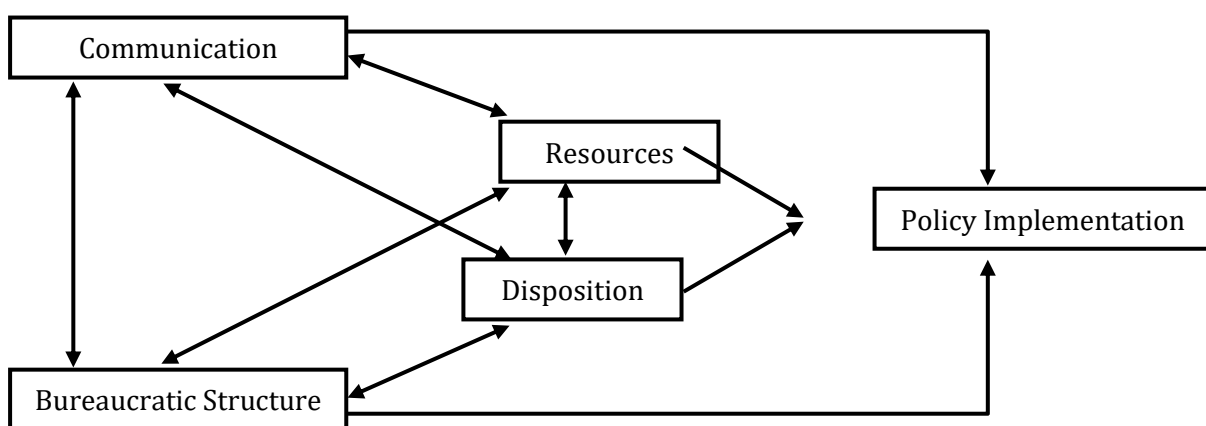 Communication
Resources
Policy Implementation
Disposition
Bureaucratic Structure